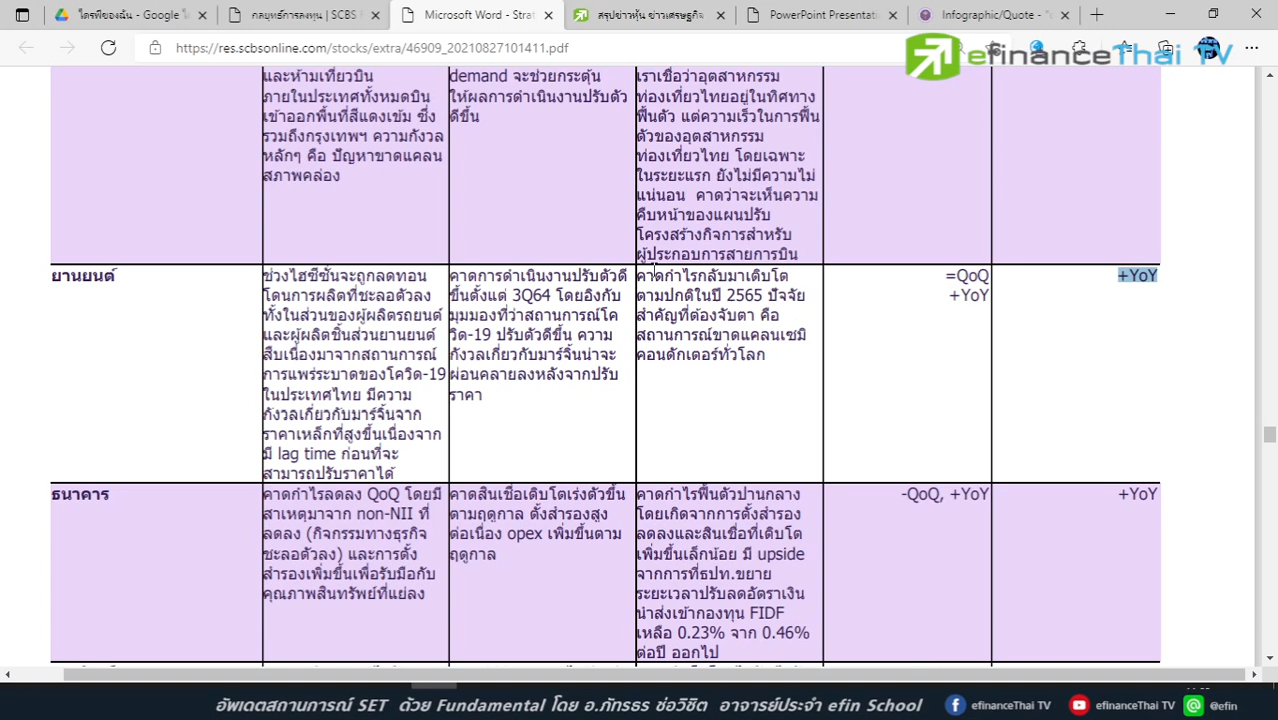 ไดรฟ์ของฉัน - Google ไ
กลยุทธ์การลงทุน | SCBS
Microsoft Word - Strat
สรุปข่าวหุ้น ข่าวเศรษฐกิจ
PowerPoint Presentati
Infographic/Quote - "
https://res.scbsonline.com/stocks/extra/46909_20210827101411.pdf
efinanceThai TV
และห้ามเที่ยวบิน
ภายในประเทศทั้งหมดบิน
เข้าออกพื้นที่สีแดงเข้ม ซึ่ง
รวมถึงกรุงเทพฯ ความกังวล
หลักๆ คือ ปัญหาขาดแคลน
สภาพคล่อง
demand จะช่วยกระตุ้น
ให้ผลการดำเนินงานปรับตัว
ดีขึ้น
เราเชื่อว่าอุตสาหกรรม
ท่องเที่ยวไทยอยู่ในทิศทาง
ฟื้นตัว แต่ความเร็วในการฟื้น
ตัวของอุตสาหกรรม
ท่องเที่ยวไทย โดยเฉพาะ
ในระยะแรก ยังไม่มีความไม่
แน่นอน คาดว่าจะเห็นความ
คืบหน้าของแผนปรับ
โครงสร้างกิจการสำหรับ
ผู้ประกอบการสายการบิน
ยานยนต์
ช่วงไฮซีซั่นจะถูกลดทอน
โดนการผลิตที่ชะลอตัวลง
ทั้งในส่วนของผู้ผลิตรถยนต์
และผู้ผลิตชิ้นส่วนยานยนต์
สืบเนื่องมาจากสถานการณ์
การแพร่ระบาดของโควิด-19
ในประเทศไทย มีความ
กังวลเกี่ยวกับมาร์จิ้นจาก
ราคาเหล็กที่สูงขึ้นเนื่องจาก
มี lag time ก่อนที่จะ
สามารถปรับราคาได้
คาดการดำเนินงานปรับตัวดี
ขึ้นตั้งแต่ 3Q64 โดยอิงกับ
มุมมองที่ว่าสถานการณ์โค
วิด-19 ปรับตัวดีขึ้น ความ
กังวลเกี่ยวกับมาร์จิ้นน่าจะ
ผ่อนคลายลงหลังจากปรับ
ราคา
คาดกำไรกลับมาเติบโต
ตามปกติในปี 2565 ปัจจัย
สำคัญที่ต้องจับตา คือ
สถานการณ์ขาดแคลนเซมิ
คอนดักเตอร์ทั่วโลก
=QoQ
+YoY
+YoY
ธนาคาร
คาดกำไรลดลง QoQ โดยมี
สาเหตุมาจาก non-NII ที่
ลดลง (กิจกรรมทางธุรกิจ
ชะลอตัวลง) และการตั้ง
สำรองเพิ่มขึ้นเพื่อรับมือกับ
คุณภาพสินทรัพย์ที่แย่ลง
คาดสินเชื่อเติบโตเร่งตัวขึ้น
ตามฤดูกาล ตั้งสำรองสูง
ต่อเนื่อง opex เพิ่มขึ้นตาม
ฤดูกาล
คาดกำไรฟื้นตัวปานกลาง
โดยเกิดจากการตั้งสำรอง
ลดลงและสินเชื่อที่เติบโต
เพิ่มขึ้นเล็กน้อย มี upside
จากการที่ธปท.ขยาย
ระยะเวลาปรับลดอัตราเงิน
นำส่งเข้ากองทุน FIDF
เหลือ 0.23% จาก 0.46%
ต่อปี ออกไป
-QoQ, +YoY
+YoY
อัพเดตสถานการณ์ SET ด้วย Fundamental โดย อ.ภัทรธร ช่อวิชิต อาจารย์ประจำ efin School
efinanceThai TV
efinanceThai TV
@efin